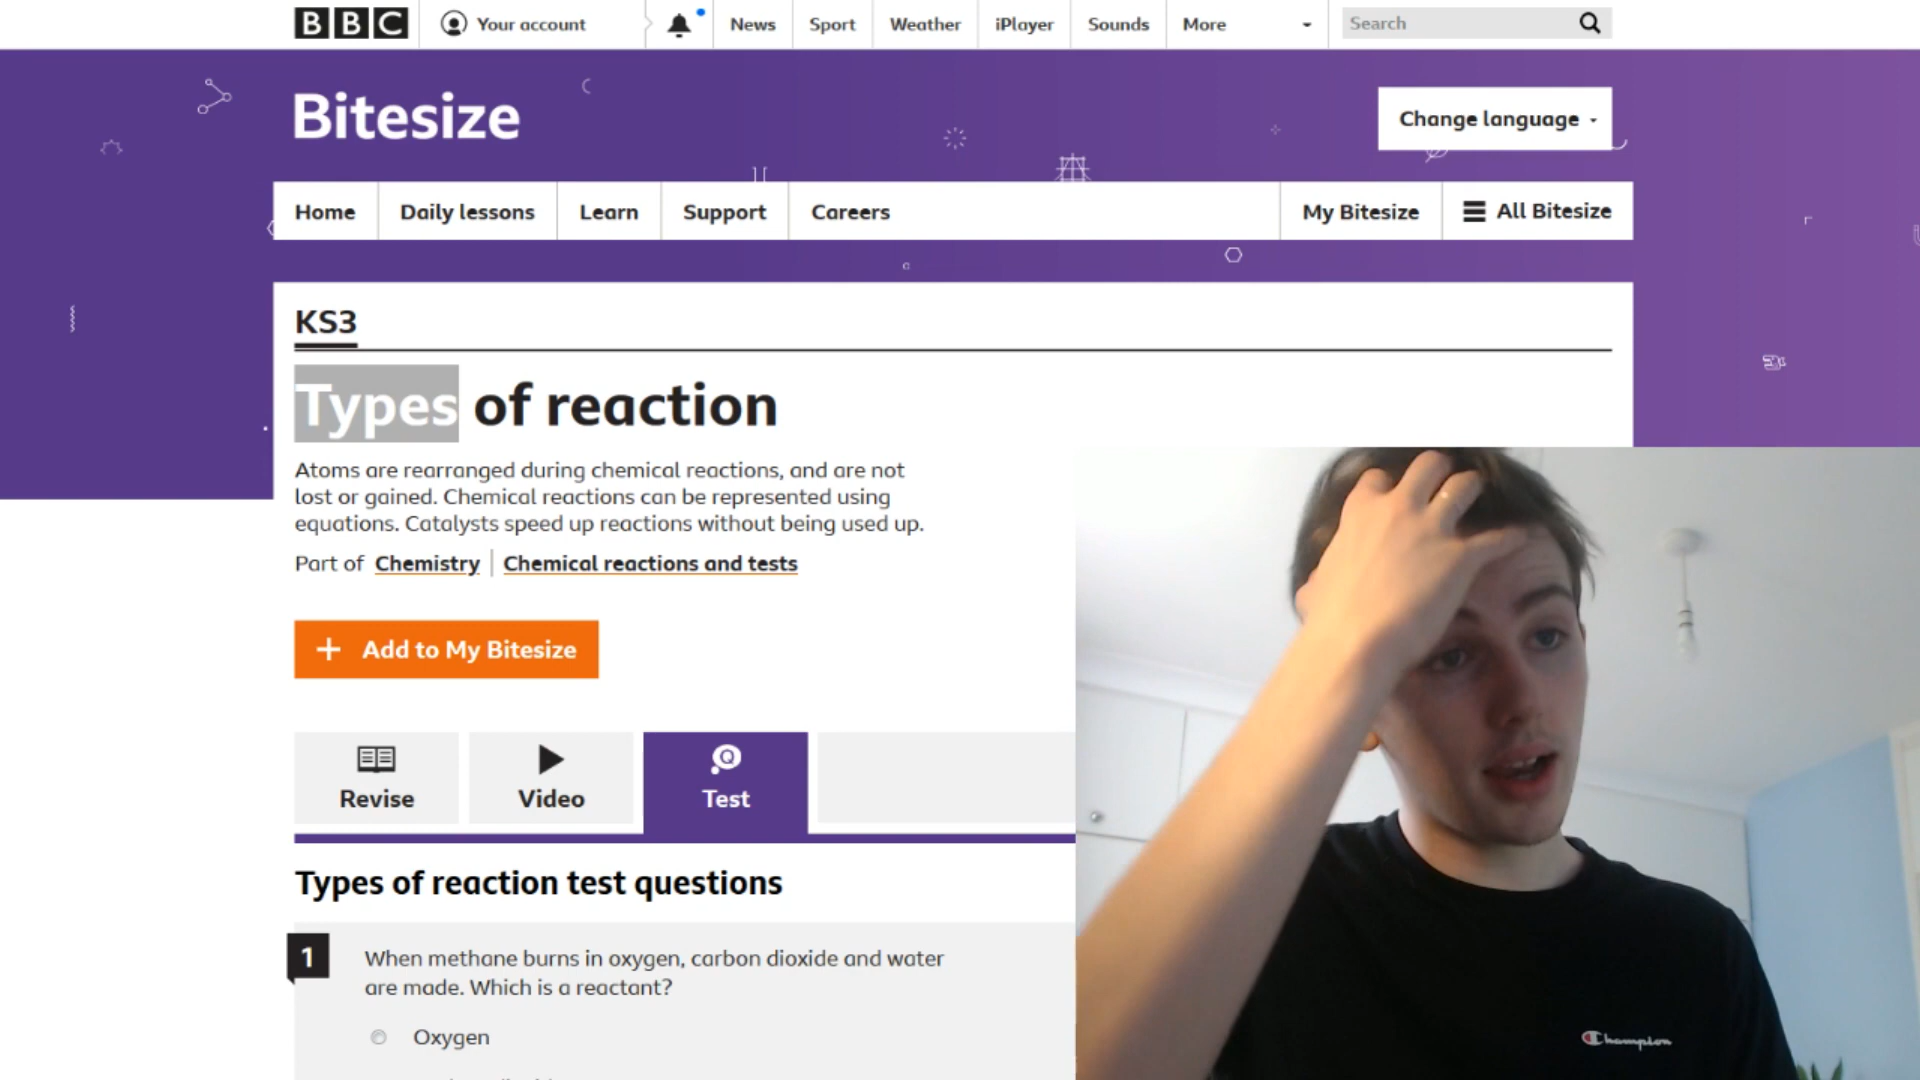 BBC
Your account
News
Sport
Weather
iPlayer
Sounds
More
Search
Bitesize
Change language
Home
Daily lessons
Learn
Support
Careers
My Bitesize
All Bitesize
KS3
Types of reaction
Atoms are rearranged during chemical reactions, and are not
lost or gained. Chemical reactions can be represented using
equations. Catalysts speed up reactions without being used up.
Part of Chemistry | Chemical reactions and tests
+ Add to My Bitesize
Revise
Video
Q
Test
Types of reaction test questions
1
When methane burns in oxygen, carbon dioxide and water
are made. Which is a reactant?
Oxygen
Champion